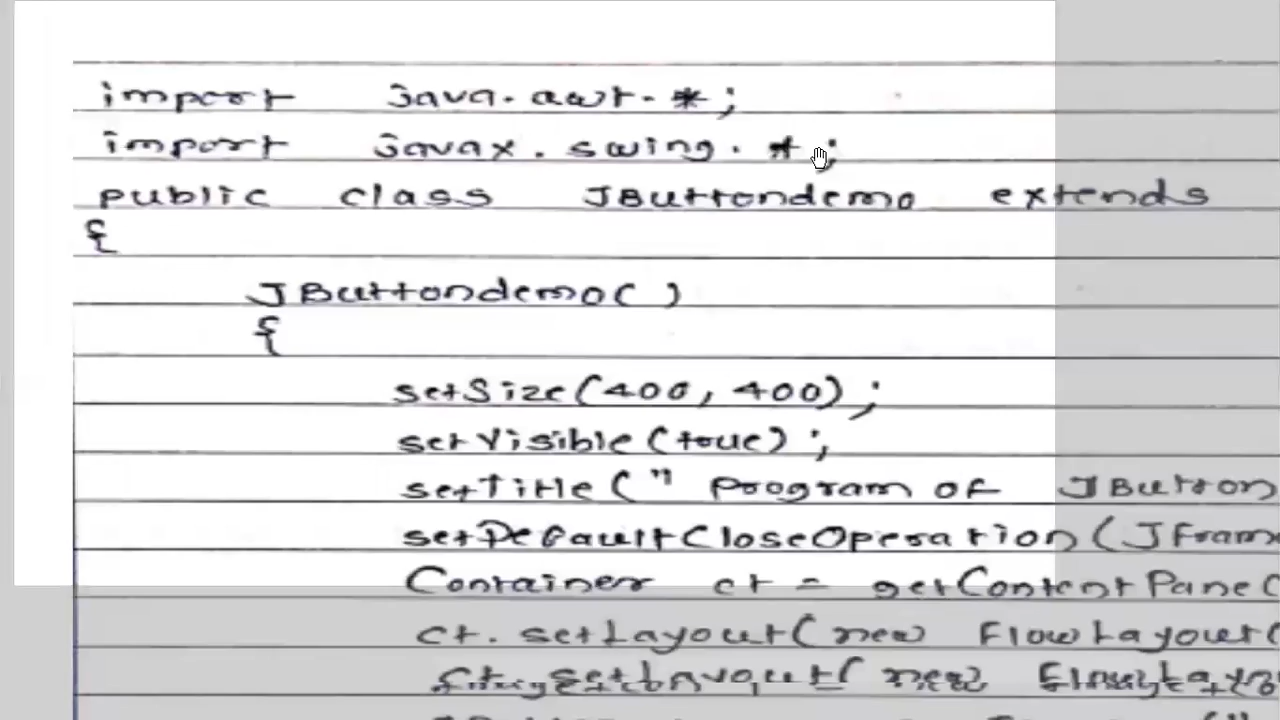 import java.awt.*;
import javax.swing.*;
public class JButtondemo extends
{
JButtondemo()
{
setSize(400, 400);
setVisible(true);
setTitle(" Program of JButton
setDefaultCloseOperation(JFram
Container ct = getContentPane(
ct.setLayout(new FlowLayout(